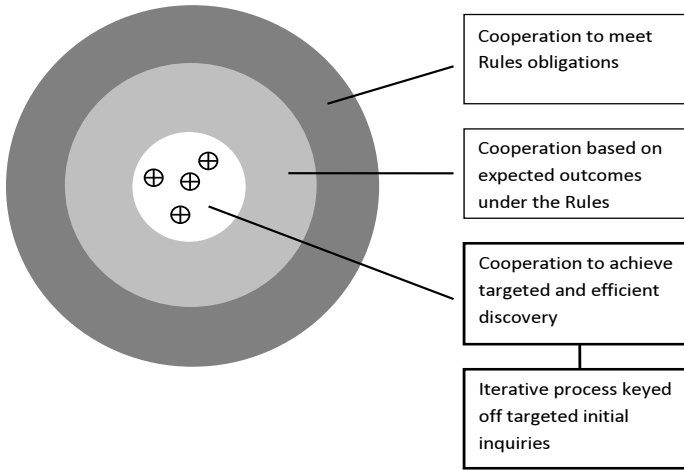 Cooperation to meet
Rules obligations
Cooperation based on
expected outcomes
under the Rules
Cooperation to achieve
targeted and efficient
discovery
Iterative process keyed
off targeted initial
inquiries